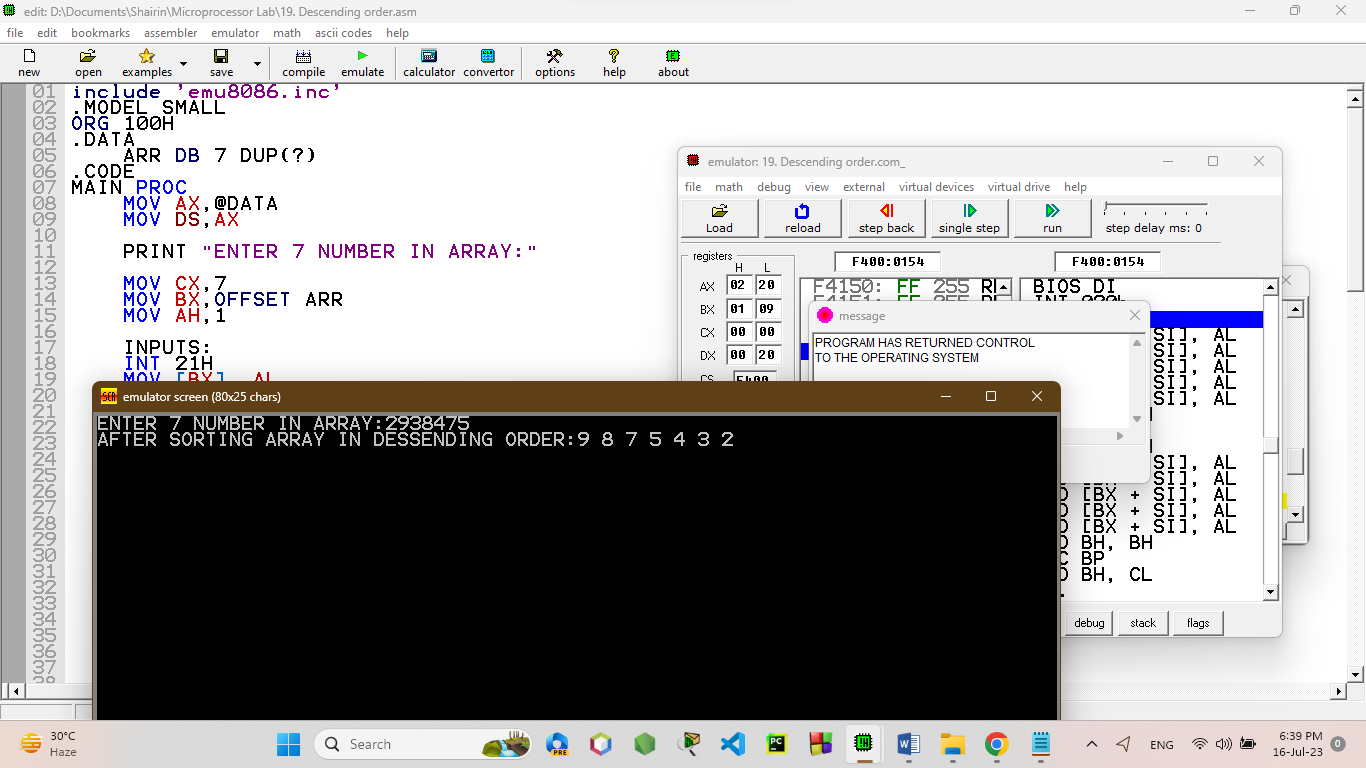 edit: D:\Documents\Shairin\Microprocessor Lab\19. Descending order.asm
file edit bookmarks assembler emulator math ascii codes help
new open examples save compile emulate calculator convertor options help about
01 include 'emu8086.inc'
02 .MODEL SMALL
03 ORG 100H
04 .DATA
05 ARR DB 7 DUP(?)
06 .CODE
07 MAIN PROC
08 MOV AX,@DATA
09 MOV DS,AX
10
11 PRINT "ENTER 7 NUMBER IN ARRAY:"
12
13 MOV CX,7
14 MOV BX,OFFSET ARR
15 MOV AH,1
16
17 INPUTS:
18 INT 21H
19 MOV [BX], AL
20
21
22
23
24
25
26
27
28
29
30
31
32
33
34
35
36
37
38
emulator: 19. Descending order.com_
file math debug view external virtual devices virtual drive help
Load reload step back single step run step delay ms: 0
registers
H L
F400:0154 F400:0154
AX 02 20
BX 01 09
CX 00 00
DX 00 20
CS F400
F4150: FF 255
F4151: FF 255
BIOS DI
INT 020h
SI], AL
SI], AL
SI], AL
SI], AL
SI], AL
SI], AL
[BX + SI], AL
[BX + SI], AL
[BX + SI], AL
[BX + SI], AL
BH, BH
BP
BH, CL
debug stack flags
message
PROGRAM HAS RETURNED CONTROL
TO THE OPERATING SYSTEM
emulator screen (80x25 chars)
ENTER 7 NUMBER IN ARRAY:2938475
AFTER SORTING ARRAY IN DESSENDING ORDER:9 8 7 5 4 3 2
30°C
Haze
Search
PRE
PC
ENG
6:39 PM
16-Jul-23
0